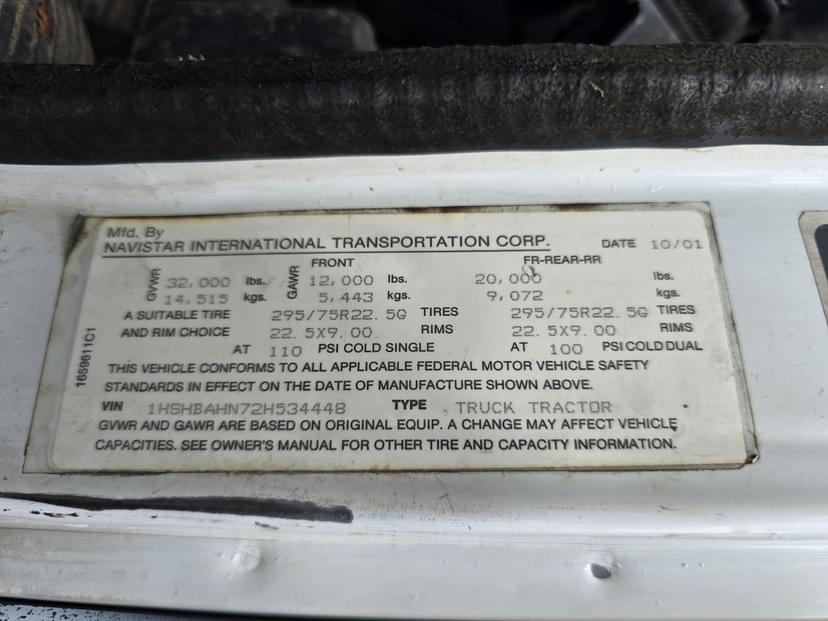 Mfd. By
NAVISTAR INTERNATIONAL TRANSPORTATION CORP. DATE 10/01
FRONT FR-REAR-RR
GVWR 32,000 lbs. GAWR 12,000 lbs. 20,000 lbs.
14,515 kgs. 5,443 kgs. 9,072 kgs.
A SUITABLE TIRE 295/75R22.5G TIRES 295/75R22.5G TIRES
AND RIM CHOICE 22.5X9.00 RIMS 22.5X9.00 RIMS
AT 110 PSI COLD SINGLE AT 100 PSI COLD DUAL
THIS VEHICLE CONFORMS TO ALL APPLICABLE FEDERAL MOTOR VEHICLE SAFETY
STANDARDS IN EFFECT ON THE DATE OF MANUFACTURE SHOWN ABOVE.
VIN 1HSHBAHN72H534448 TYPE TRUCK TRACTOR
GVWR AND GAWR ARE BASED ON ORIGINAL EQUIP. A CHANGE MAY AFFECT VEHICLE
CAPACITIES. SEE OWNER'S MANUAL FOR OTHER TIRE AND CAPACITY INFORMATION.
1659611C1